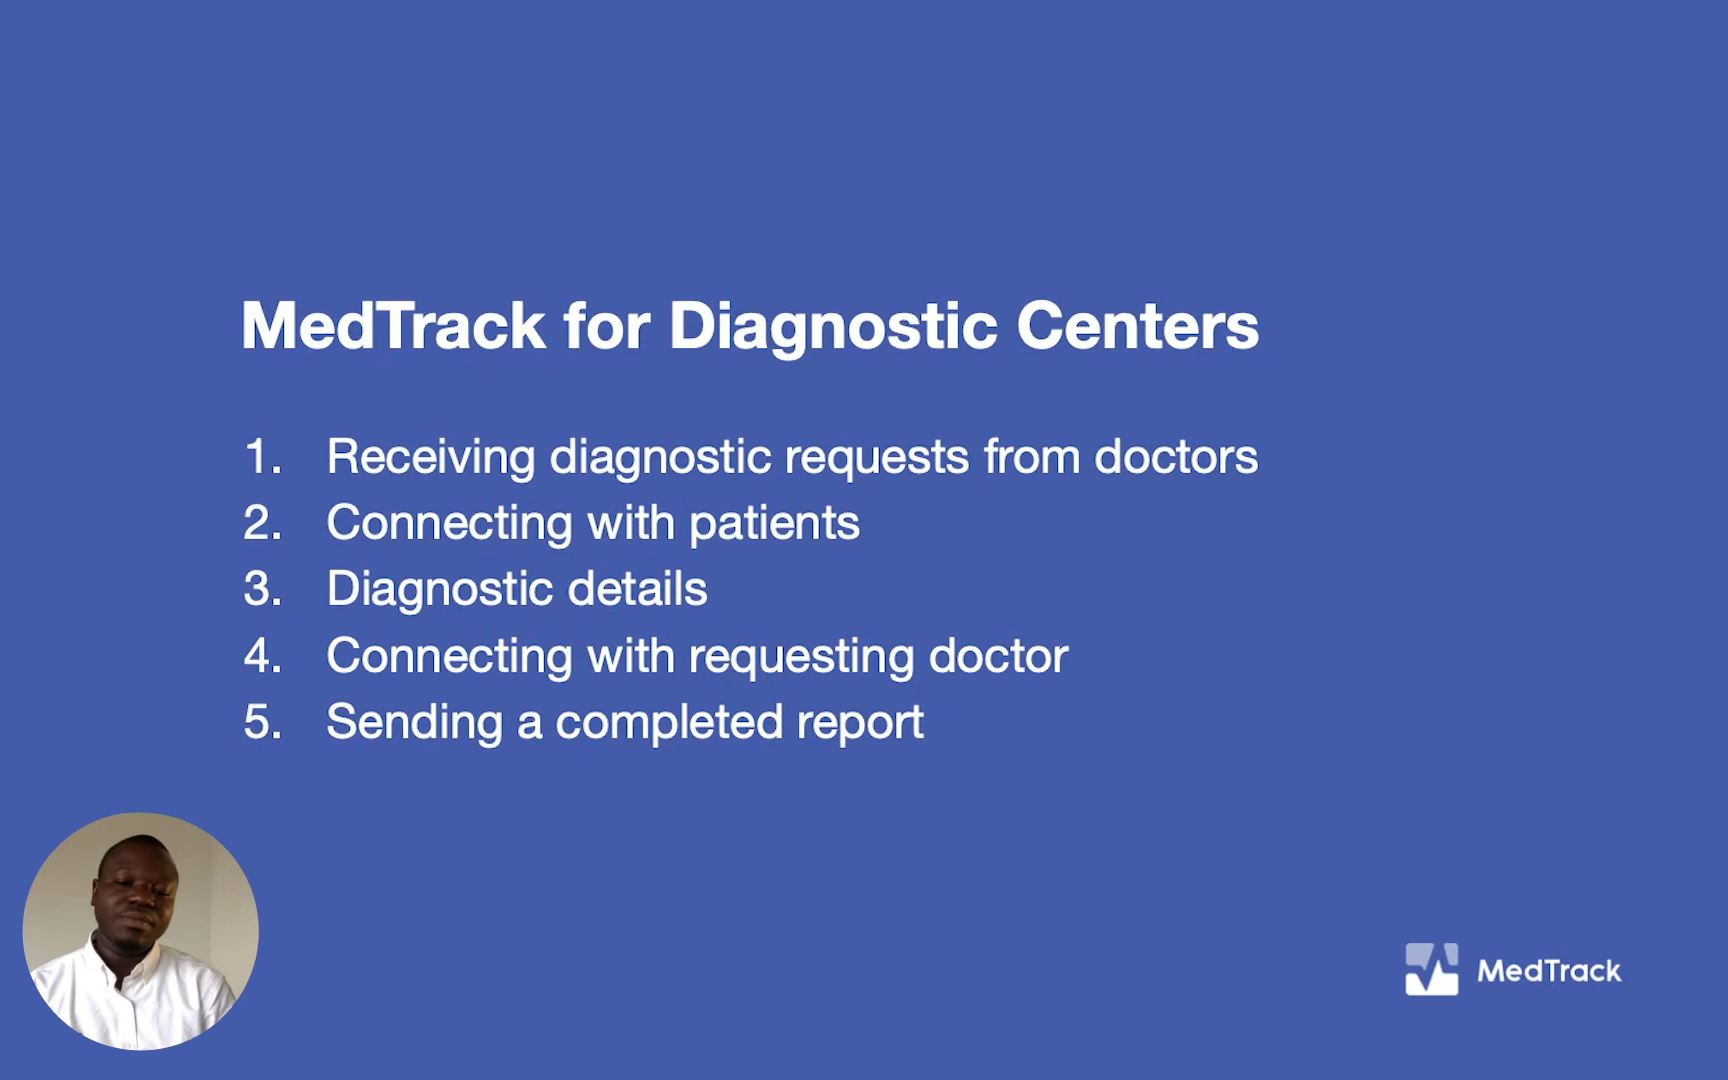 MedTrack for Diagnostic Centers
1. Receiving diagnostic requests from doctors
2. Connecting with patients
3. Diagnostic details
4. Connecting with requesting doctor
5. Sending a completed report
MedTrack